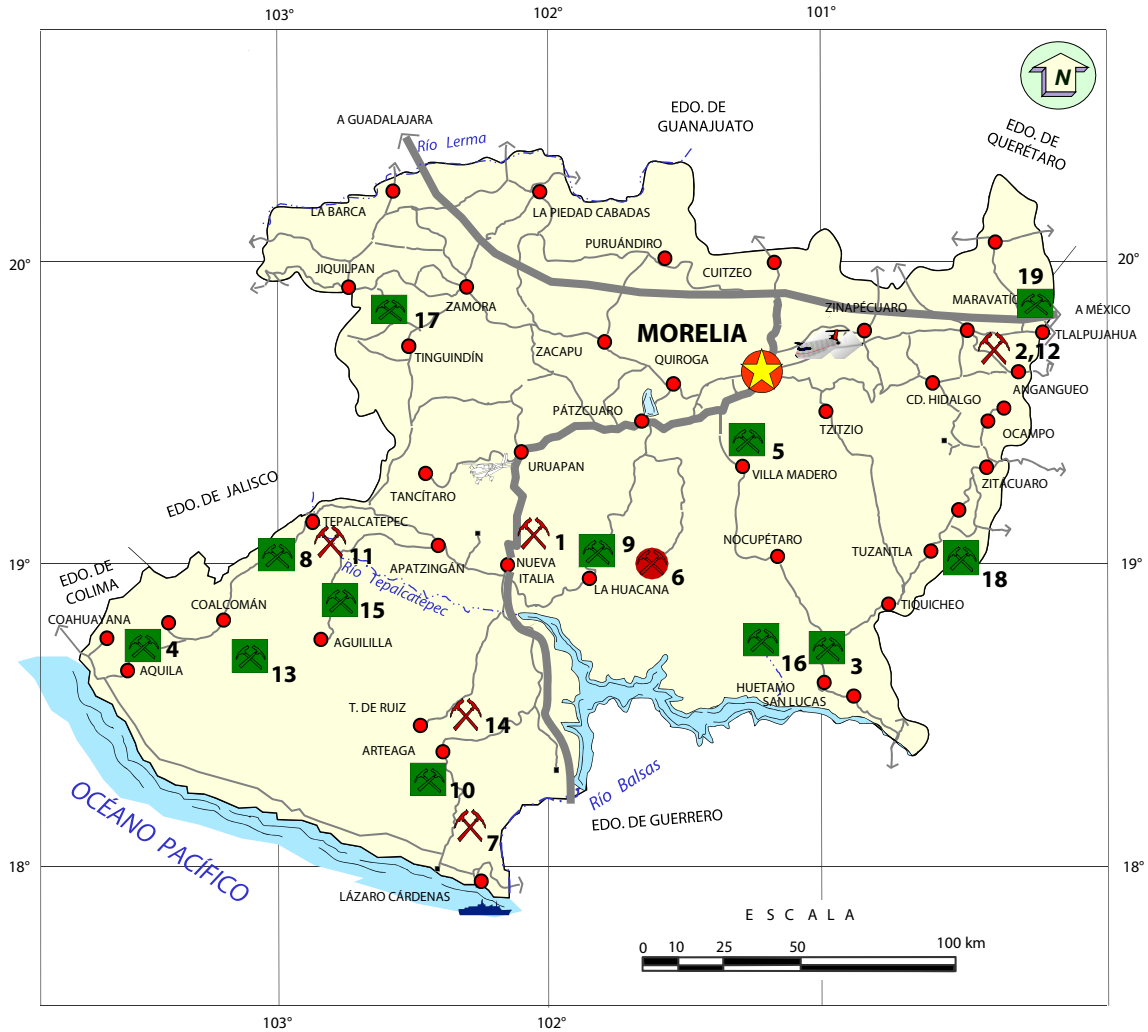 103°
102°
101°
N
EDO. DE
GUANAJUATO
A GUADALAJARA
EDO. DE
QUERÉTARO
Río Lerma
LA BARCA
LA PIEDAD CABADAS
PURUÁNDIRO
20°
20°
JIQUILPAN
CUITZEO
19
ZAMORA
MARAVATIO
ZINAPÉCUARO
A MÉXICO
17
MORELIA
TLALPUJAHUA
TINGUINDÍN
ZACAPU
QUIROGA
2,12
ANGANGUEO
CD. HIDALGO
PÁTZCUARO
TZITZIO
OCAMPO
5
URUAPAN
VILLA MADERO
ZITACUARO
EDO. DE JALISCO
TANCÍTARO
TEPALCATEPEC
NOCUPÉTARO
1
9
TUZANTLA
8
11
19°
19°
APATZINGÁN
NUEVA
ITALIA
EDO. DE
COLIMA
Río Tepalcatepec
LA HUACANA
6
18
COALCOMÁN
15
TIQUICHEO
COAHUAYANA
AGUILILLA
4
AQUILA
13
16
3
HUETAMO
SAN LUCAS
T. DE RUIZ
14
ARTEAGA
10
Río Balsas
OCÉANO PACÍFICO
EDO. DE GUERRERO
7
18°
18°
LÁZARO CÁRDENAS
E S C A L A
0 10 25 50 100 km
103°
102°
101°